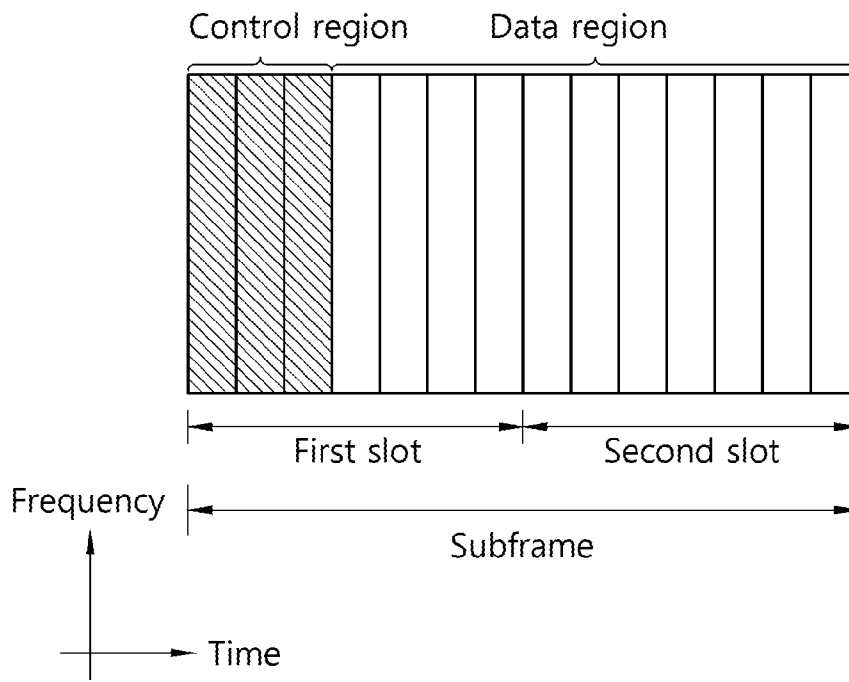 Control region
Data region
First slot
Second slot
Subframe
Frequency
Time